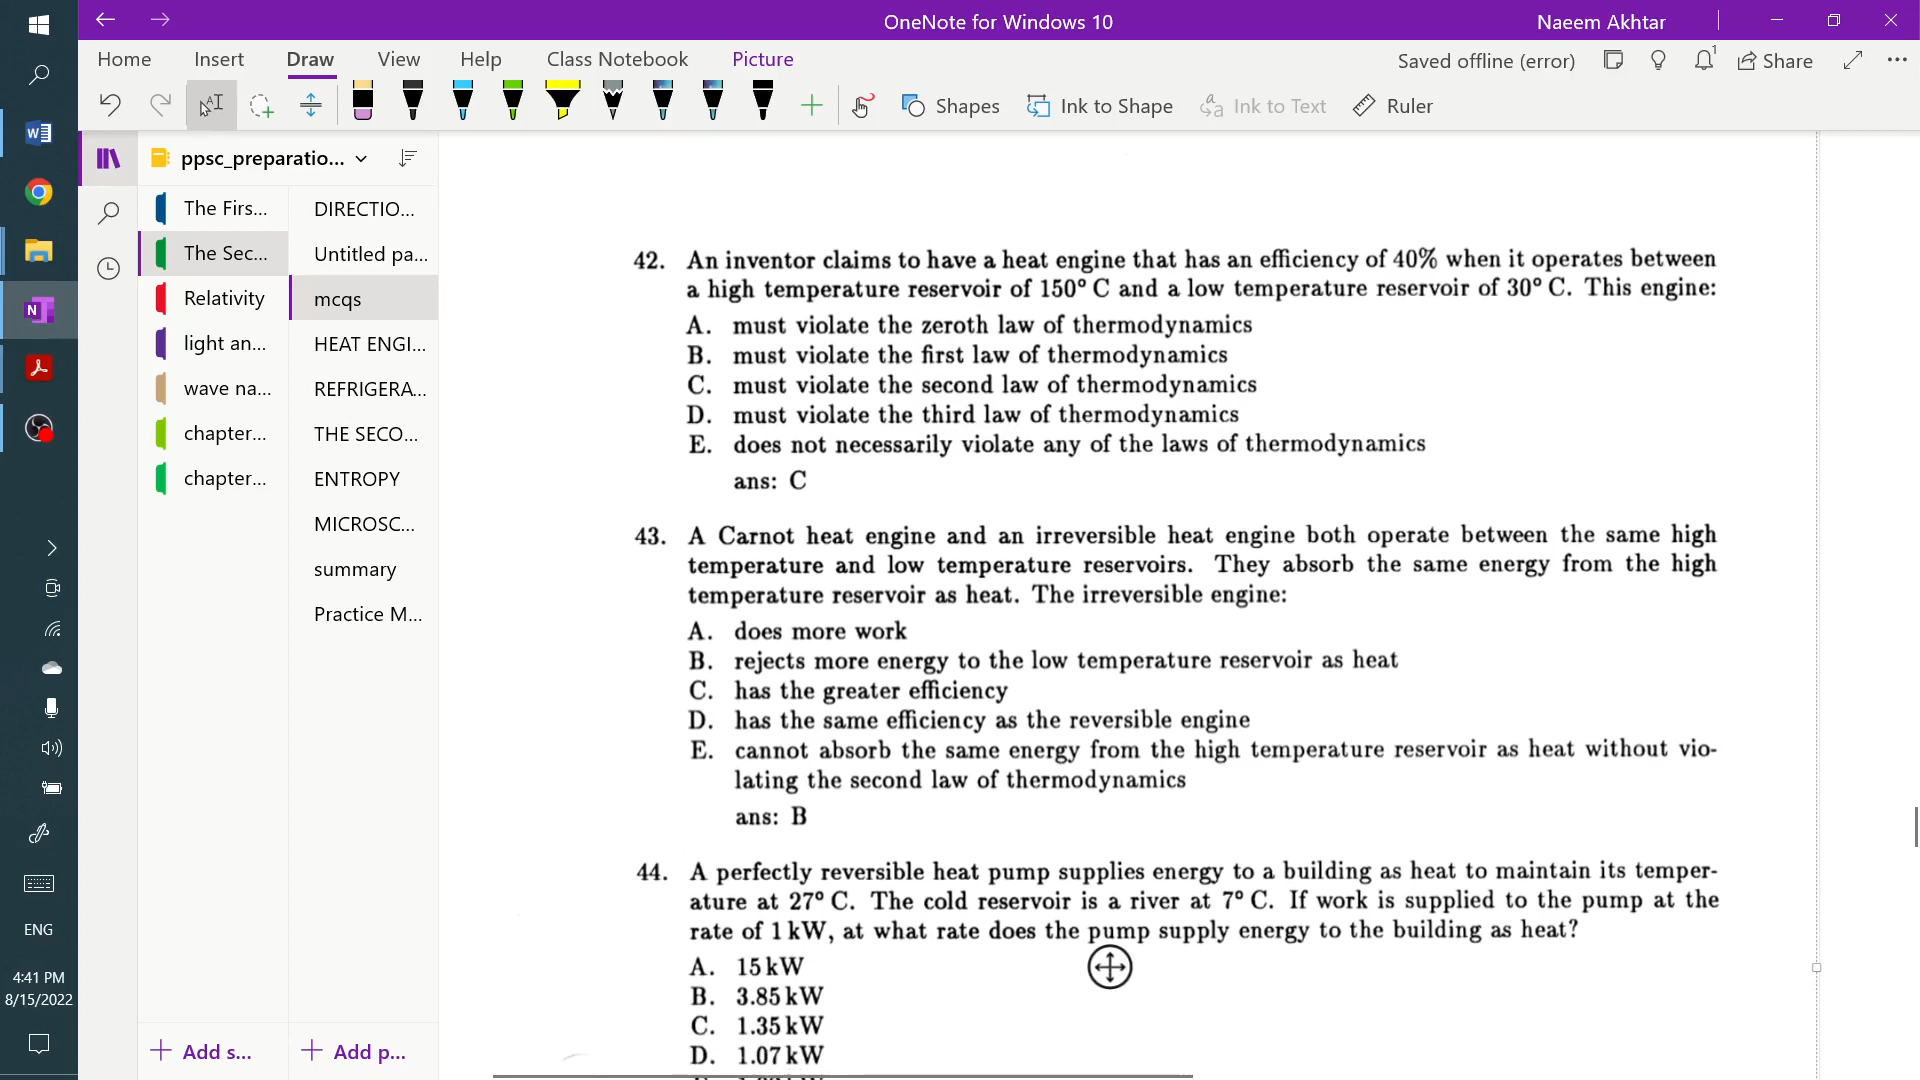 OneNote for Windows 10
Naeem Akhtar
Home Insert Draw View Help Class Notebook Picture
Saved offline (error) 1 Share
Shapes Ink to Shape Ink to Text Ruler
ppsc_preparatio...
The Firs...
The Sec...
Relativity
light an...
wave na...
chapter...
chapter...
DIRECTIO...
Untitled pa...
mcqs
HEAT ENGI...
REFRIGERA...
THE SECO...
ENTROPY
MICROSC...
summary
Practice M...
Add s...
Add p...
ENG
4:41 PM
8/15/2022
42. An inventor claims to have a heat engine that has an efficiency of 40% when it operates between
a high temperature reservoir of 150° C and a low temperature reservoir of 30° C. This engine:
A. must violate the zeroth law of thermodynamics
B. must violate the first law of thermodynamics
C. must violate the second law of thermodynamics
D. must violate the third law of thermodynamics
E. does not necessarily violate any of the laws of thermodynamics
ans: C
43. A Carnot heat engine and an irreversible heat engine both operate between the same high
temperature and low temperature reservoirs. They absorb the same energy from the high
temperature reservoir as heat. The irreversible engine:
A. does more work
B. rejects more energy to the low temperature reservoir as heat
C. has the greater efficiency
D. has the same efficiency as the reversible engine
E. cannot absorb the same energy from the high temperature reservoir as heat without vio-
lating the second law of thermodynamics
ans: B
44. A perfectly reversible heat pump supplies energy to a building as heat to maintain its temper-
ature at 27° C. The cold reservoir is a river at 7° C. If work is supplied to the pump at the
rate of 1 kW, at what rate does the pump supply energy to the building as heat?
A. 15 kW
B. 3.85 kW
C. 1.35 kW
D. 1.07 kW